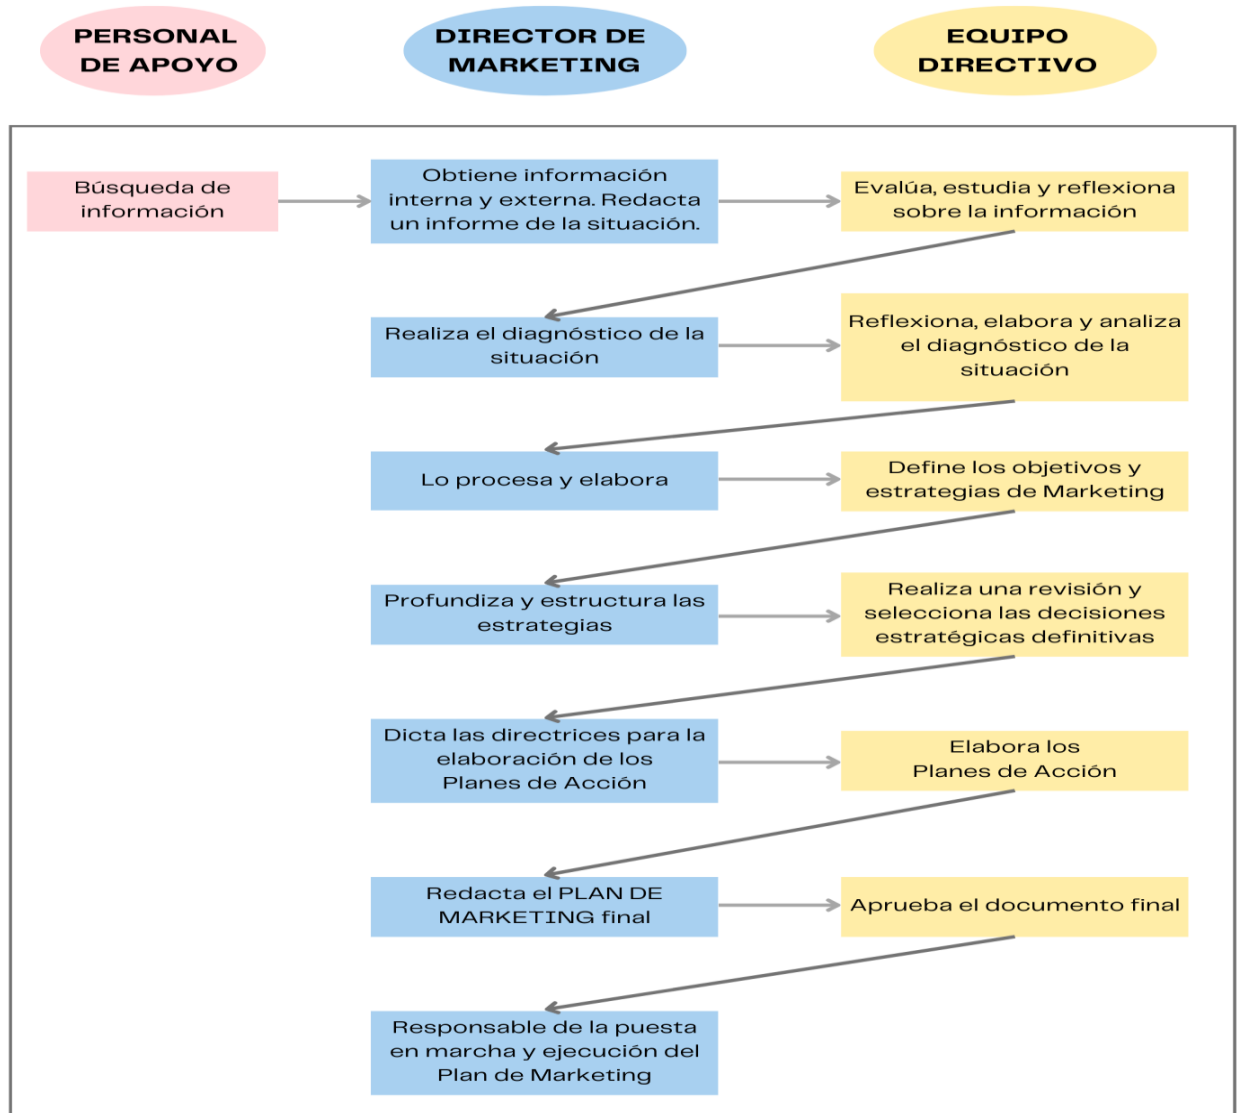 PERSONAL
DE APOYO
DIRECTOR DE
MARKETING
EQUIPO
DIRECTIVO
Búsqueda de
información
Obtiene información
interna y externa. Redacta
un informe de la situación.
Evalúa, estudia y reflexiona
sobre la información
Realiza el diagnóstico de la
situación
Reflexiona, elabora y analiza
el diagnóstico de la
situación
Lo procesa y elabora
Define los objetivos y
estrategias de Marketing
Profundiza y estructura las
estrategias
Realiza una revisión y
selecciona las decisiones
estratégicas definitivas
Dicta las directrices para la
elaboración de los
Planes de Acción
Elabora los
Planes de Acción
Redacta el PLAN DE
MARKETING final
Aprueba el documento final
Responsable de la puesta
en marcha y ejecución del
Plan de Marketing